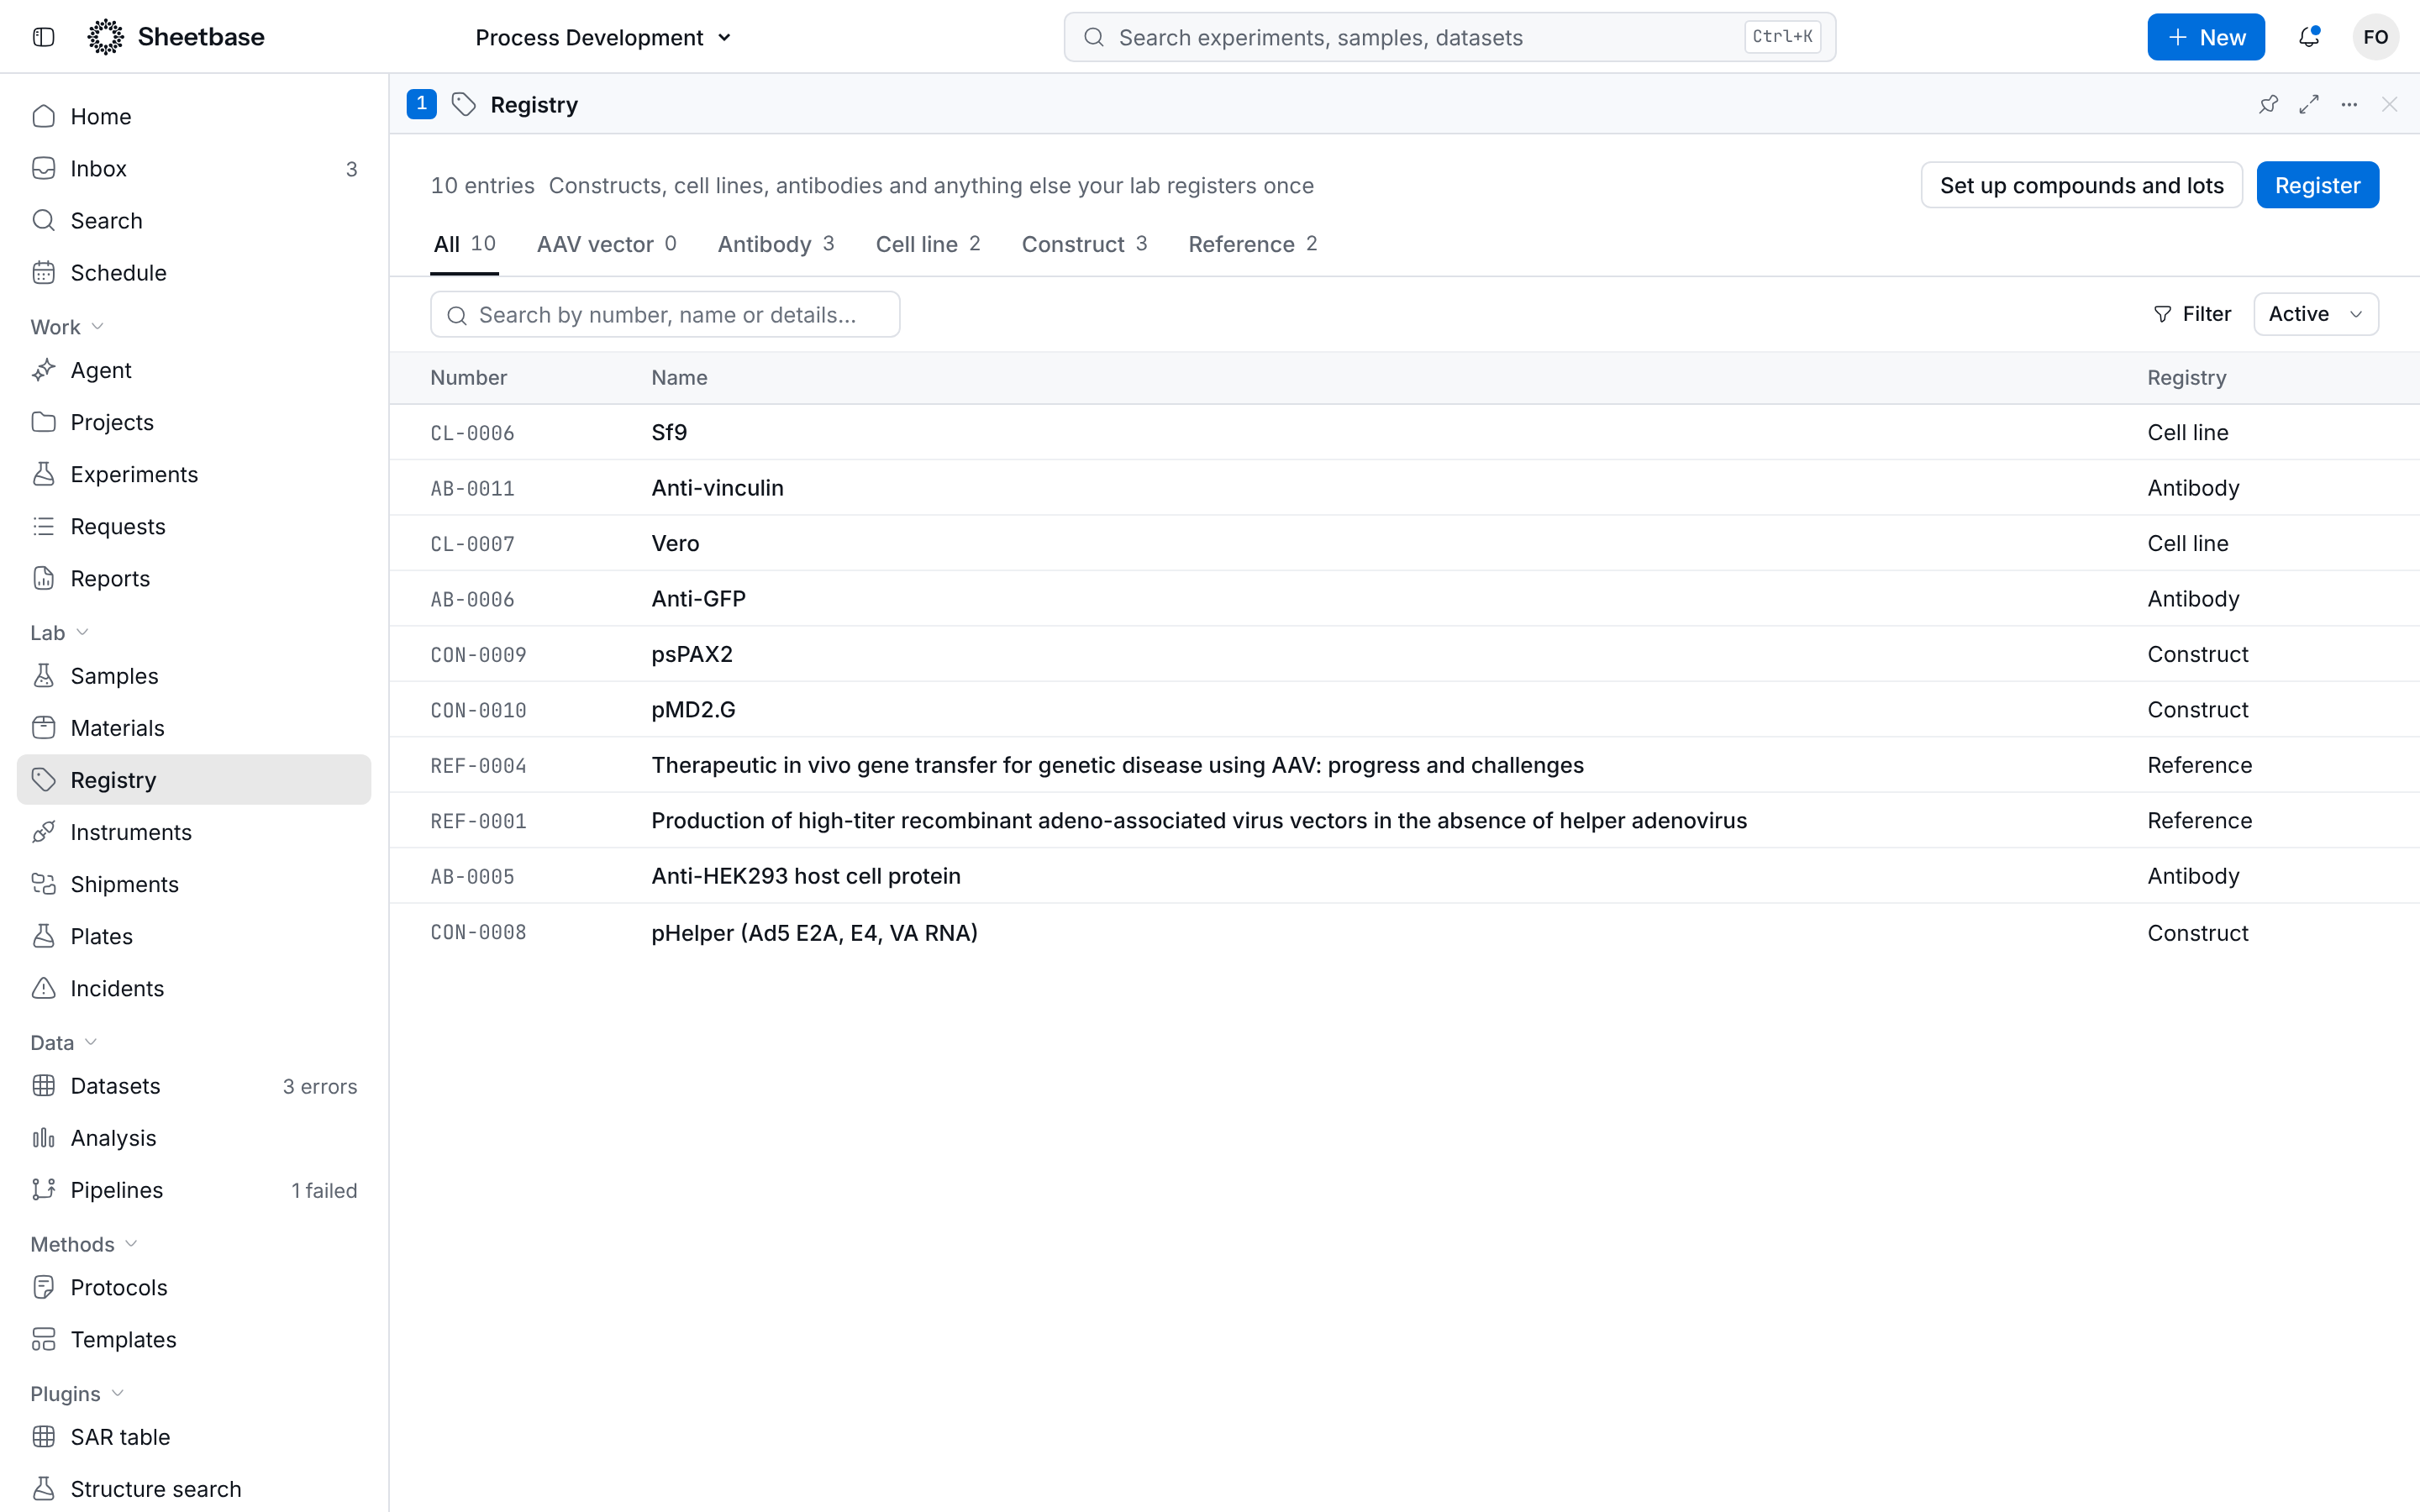 Sheetbase
Process Development
Search experiments, samples, datasets
Ctrl+K
New
FO
Home
Inbox 3
Search
Schedule
Work
Agent
Projects
Experiments
Requests
Reports
Lab
Samples
Materials
Registry
Instruments
Shipments
Plates
Incidents
Data
Datasets 3 errors
Analysis
Pipelines 1 failed
Methods
Protocols
Templates
Plugins
SAR table
Structure search
1 Registry
10 entries Constructs, cell lines, antibodies and anything else your lab registers once
Set up compounds and lots
Register
All 10 AAV vector 0 Antibody 3 Cell line 2 Construct 3 Reference 2
Search by number, name or details...
Filter
Active
Number Name Registry
CL-0006 Sf9 Cell line
AB-0011 Anti-vinculin Antibody
CL-0007 Vero Cell line
AB-0006 Anti-GFP Antibody
CON-0009 psPAX2 Construct
CON-0010 pMD2.G Construct
REF-0004 Therapeutic in vivo gene transfer for genetic disease using AAV: progress and challenges Reference
REF-0001 Production of high-titer recombinant adeno-associated virus vectors in the absence of helper adenovirus Reference
AB-0005 Anti-HEK293 host cell protein Antibody
CON-0008 pHelper (Ad5 E2A, E4, VA RNA) Construct